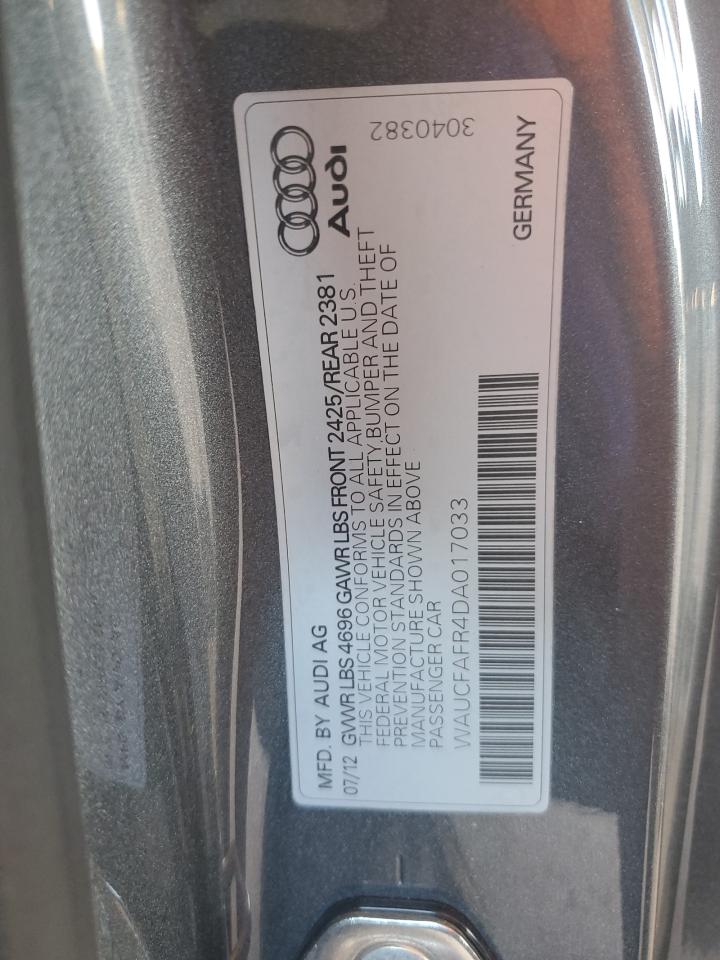 MFD. BY AUDI AG
07/12 GVWR LBS 4696 GAWR LBS FRONT 2425/REAR 2381
THIS VEHICLE CONFORMS TO ALL APPLICABLE U.S.
FEDERAL MOTOR VEHICLE SAFETY,BUMPER AND THEFT
PREVENTION STANDARDS IN EFFECT ON THE DATE OF
MANUFACTURE SHOWN ABOVE
PASSENGER CAR
WAUCFAFR4DA017033
Audi
3040382
GERMANY